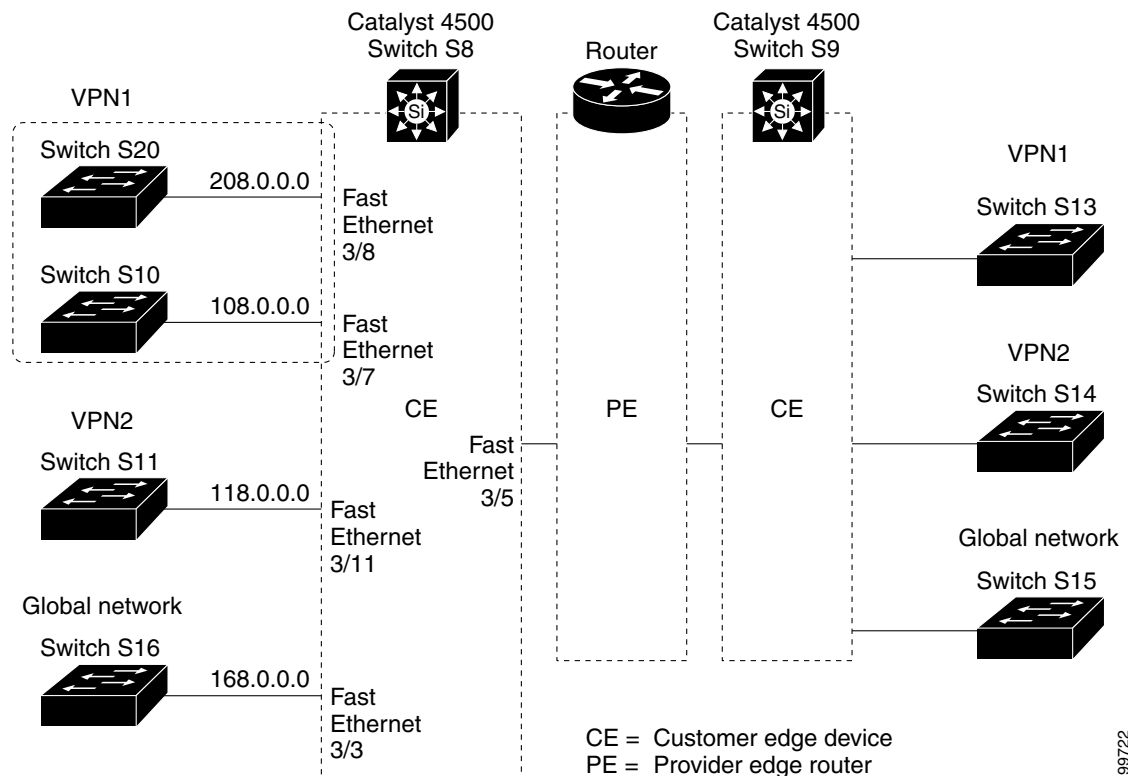 Catalyst 4500
Switch S8
Router
Catalyst 4500
Switch S9
Si
Si
VPN1
Switch S20
208.0.0.0
Fast
Ethernet
3/8
Switch S10
108.0.0.0
Fast
Ethernet
3/7
VPN2
Switch S11
118.0.0.0
Fast
Ethernet
3/11
Global network
Switch S16
168.0.0.0
Fast
Ethernet
3/3
CE
Fast
Ethernet
3/5
PE
CE
VPN1
Switch S13
VPN2
Switch S14
Global network
Switch S15
CE = Customer edge device
PE = Provider edge router
99722